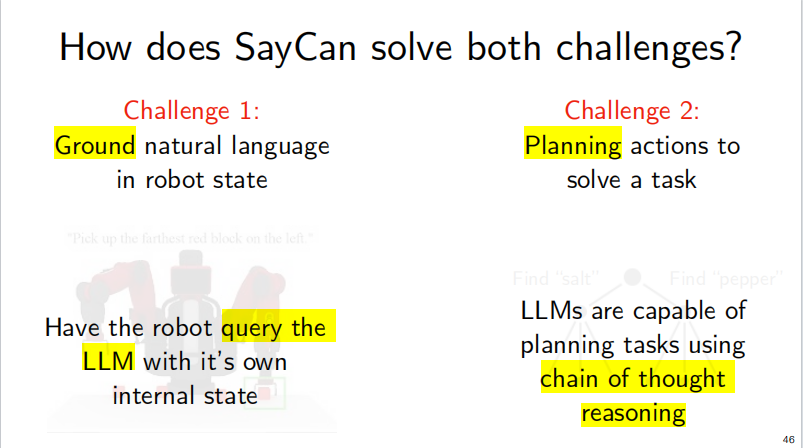 How does SayCan solve both challenges?
Challenge 1:
Ground natural language
in robot state
"Pick up the farthest red block on the left."
Have the robot query the
LLM with it's own
internal state
Challenge 2:
Planning actions to
solve a task
Find "salt"
Find "pepper"
LLMs are capable of
planning tasks using
chain of thought
reasoning
46